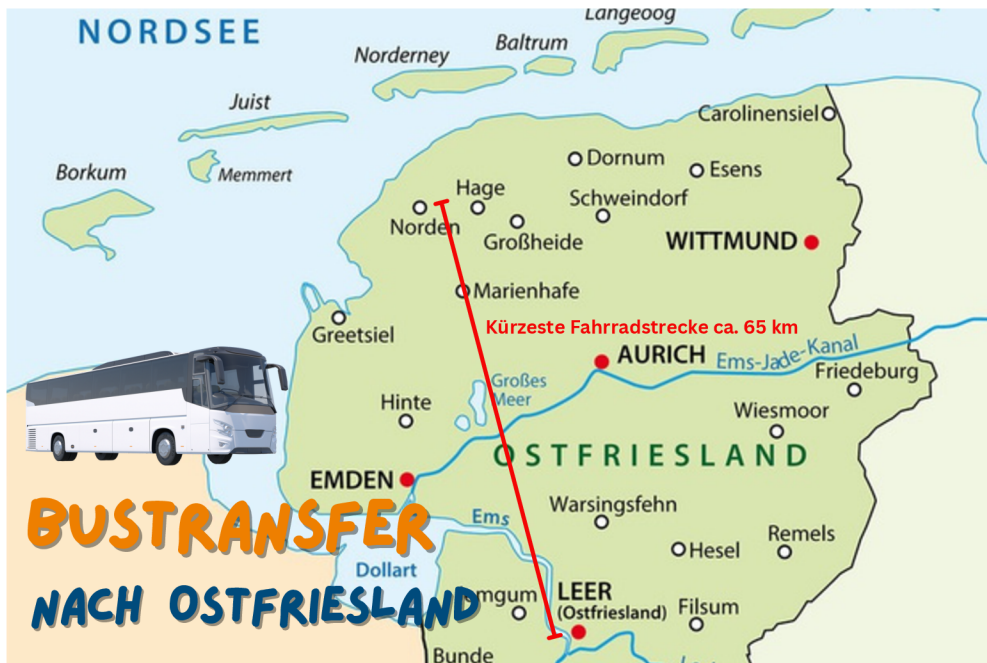 NORDSEE
Langeoog
Baltrum
Norderney
Juist
Carolinensiel
Borkum
Memmert
Dornum
Esens
Hage
Schweindorf
Norden
Großheide
WITTMUND
Marienhafe
Greetsiel
Kürzeste Fahrradstrecke ca. 65 km
AURICH
Ems-Jade-Kanal
Friedeburg
Großes
Meer
Hinte
Wiesmoor
OSTFRIESLAND
EMDEN
Warsingsfehn
Ems
BUSTRANSFER
Remels
Hesel
Dollart
LEER
(Ostfriesland)
Filsum
NACH OSTFRIESLAND
Bunde